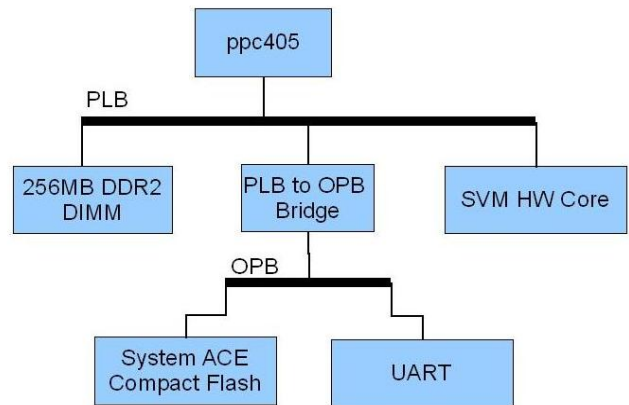 ppc405
PLB
256MB DDR2
DIMM
PLB to OPB
Bridge
SVM HW Core
OPB
System ACE
Compact Flash
UART